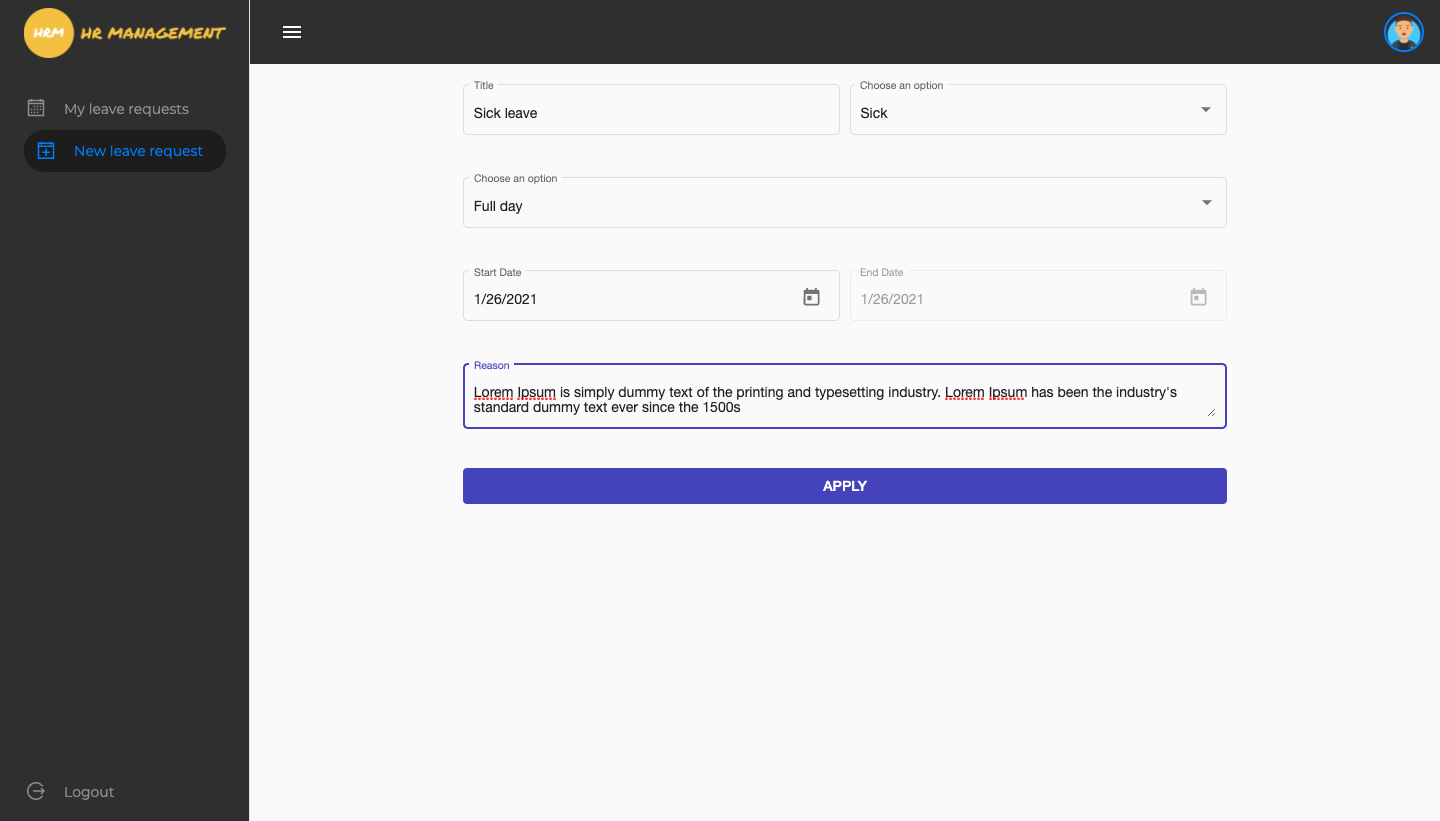 HRM HR MANAGEMENT
My leave requests
New leave request
Logout
Title
Sick leave
Choose an option
Sick
Choose an option
Full day
Start Date
1/26/2021
End Date
1/26/2021
Reason
Lorem Ipsum is simply dummy text of the printing and typesetting industry. Lorem Ipsum has been the industry's
standard dummy text ever since the 1500s
APPLY